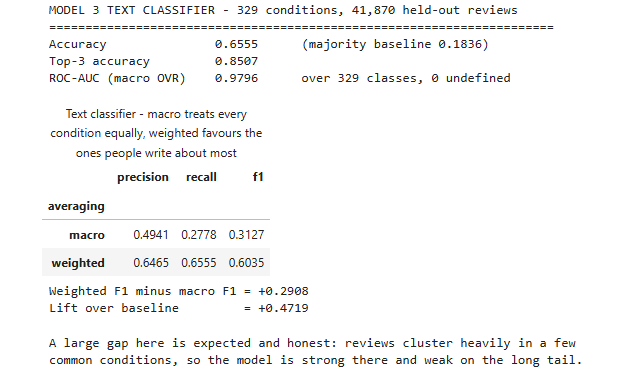 MODEL 3 TEXT CLASSIFIER - 329 conditions, 41,870 held-out reviews
======================================================================
Accuracy 0.6555 (majority baseline 0.1836)
Top-3 accuracy 0.8507
ROC-AUC (macro OVR) 0.9796 over 329 classes, 0 undefined
Text classifier - macro treats every
condition equally, weighted favours the
ones people write about most
precision recall f1
averaging
macro 0.4941 0.2778 0.3127
weighted 0.6465 0.6555 0.6035
Weighted F1 minus macro F1 = +0.2908
Lift over baseline = +0.4719
A large gap here is expected and honest: reviews cluster heavily in a few
common conditions, so the model is strong there and weak on the long tail.